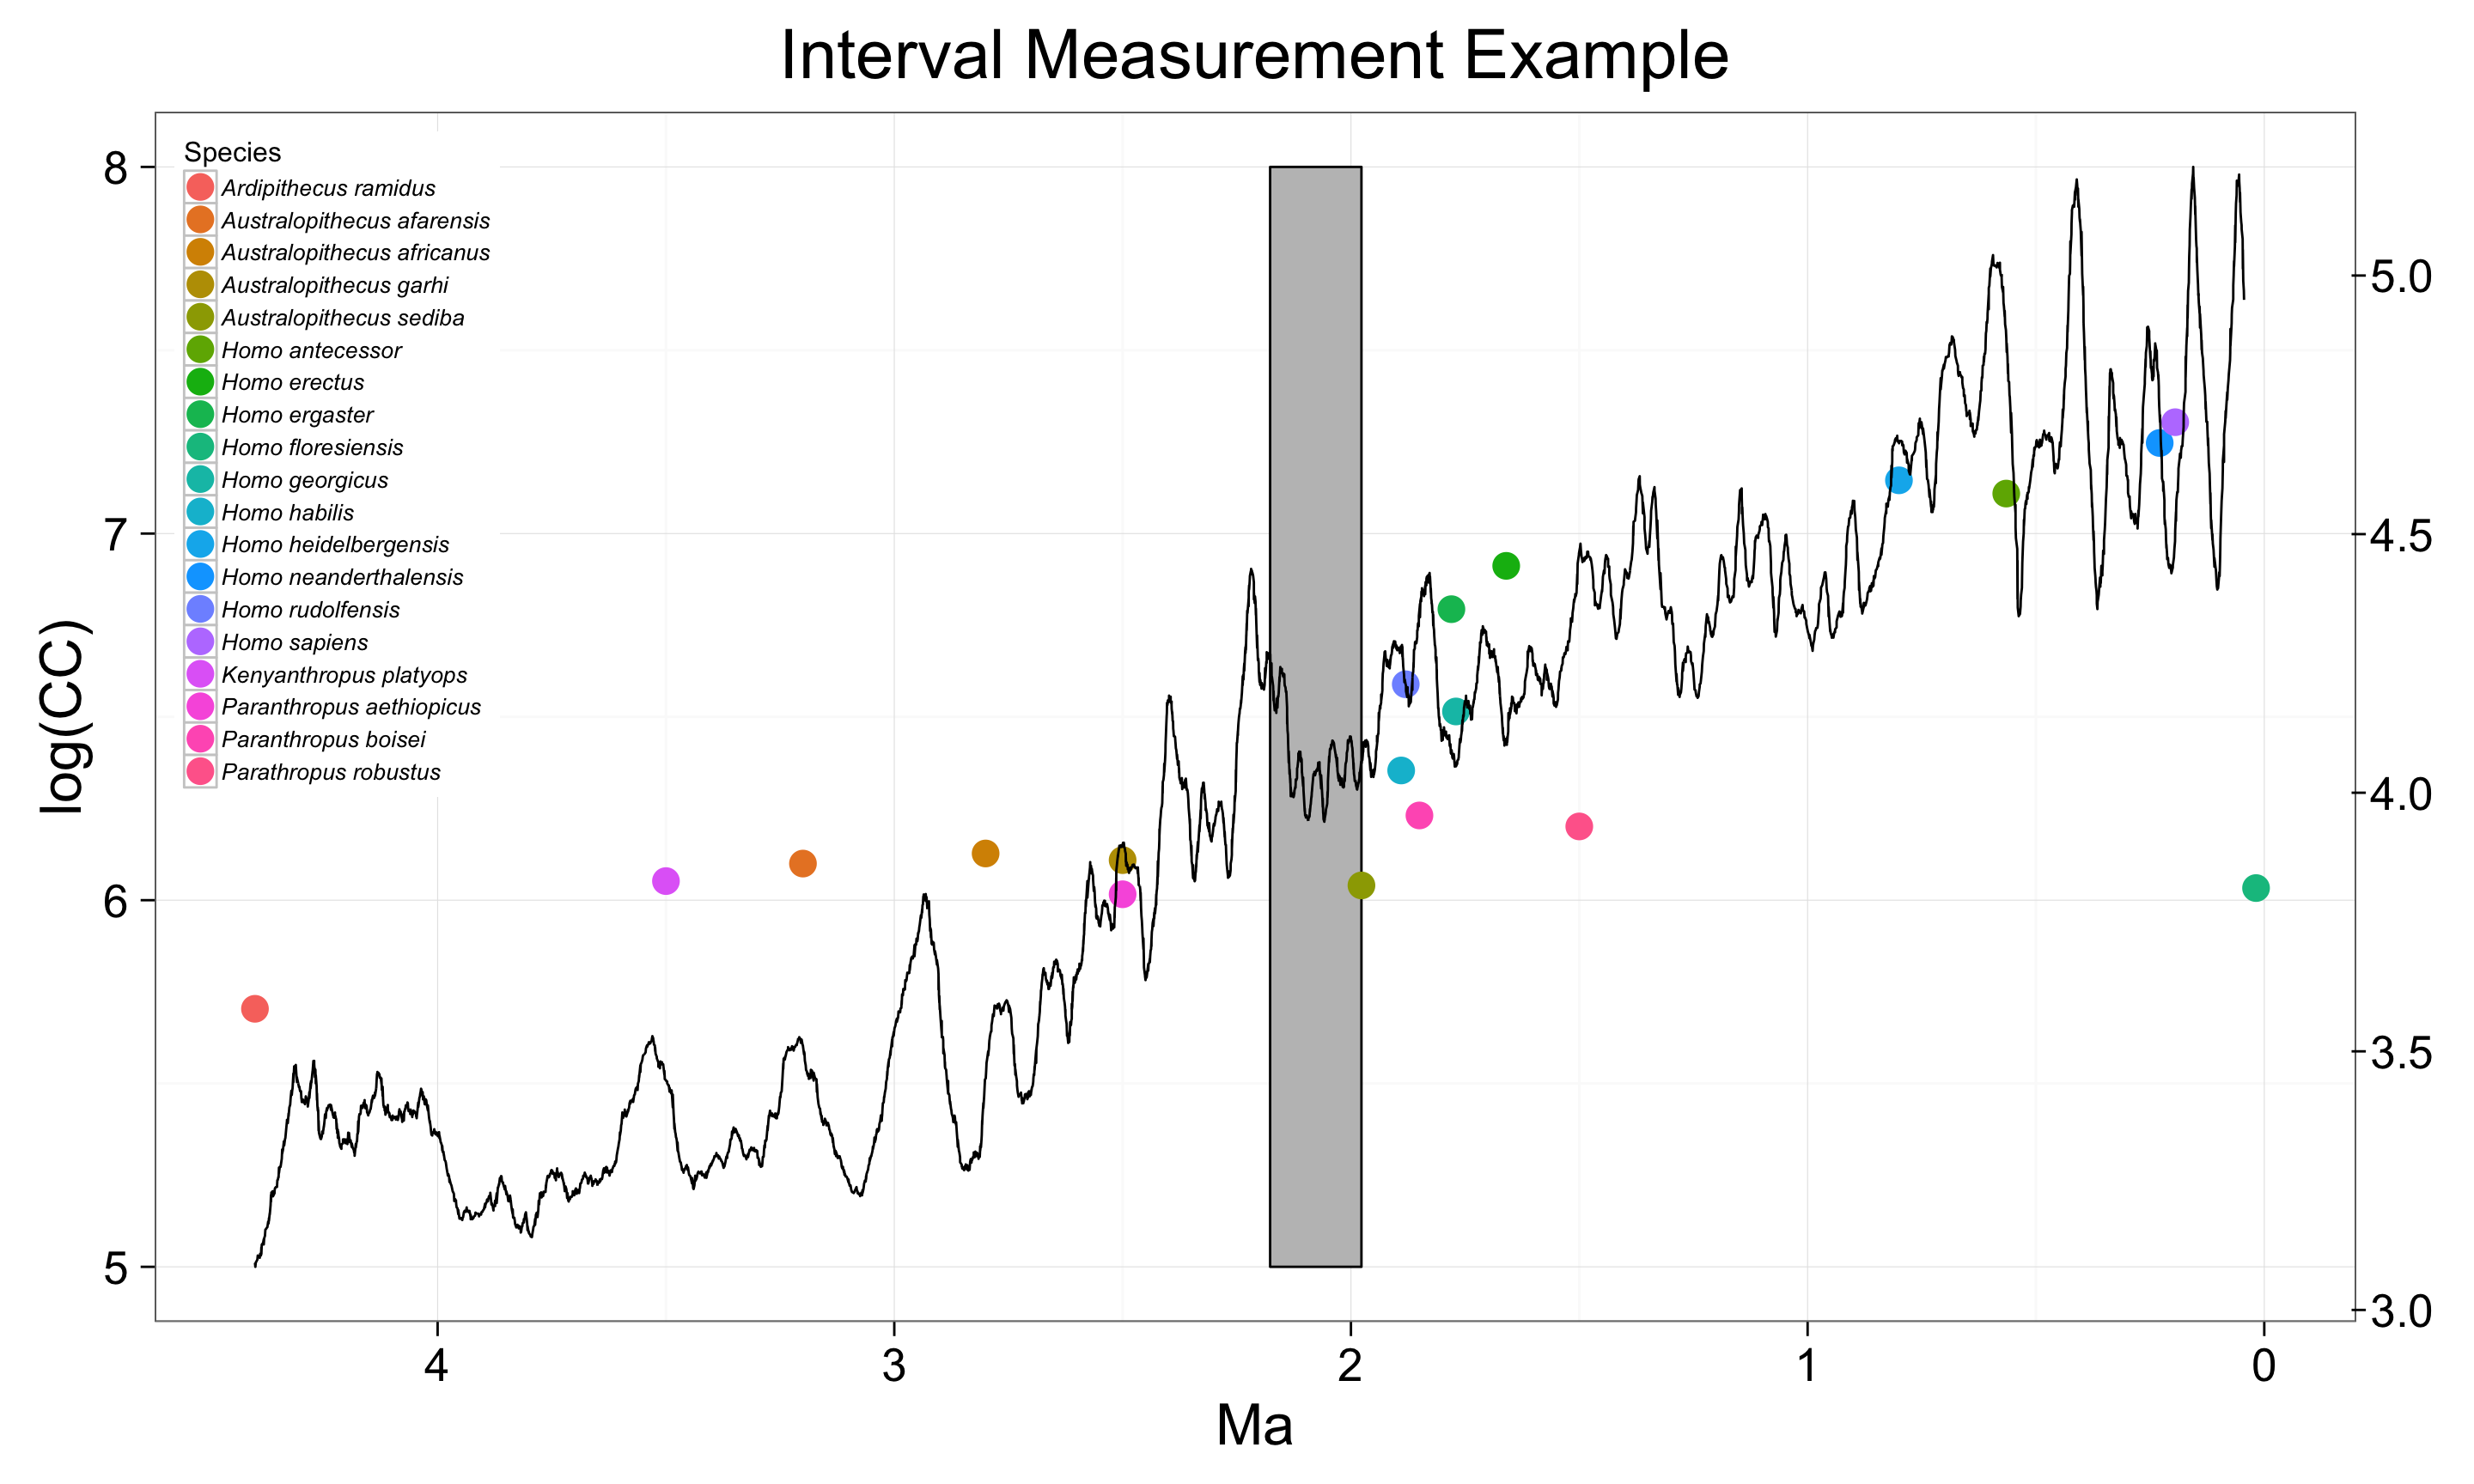 Interval Measurement Example
Species
Ardipithecus ramidus
Australopithecus afarensis
Australopithecus africanus
Australopithecus garhi
Australopithecus sediba
Homo antecessor
Homo erectus
Homo ergaster
Homo floresiensis
Homo georgicus
Homo habilis
Homo heidelbergensis
Homo neanderthalensis
Homo rudolfensis
Homo sapiens
Kenyanthropus platyops
Paranthropus aethiopicus
Paranthropus boisei
Parathropus robustus
log(CC)
8
7
6
5
5.0
4.5
4.0
3.5
3.0
4 3 2 1 0
Ma